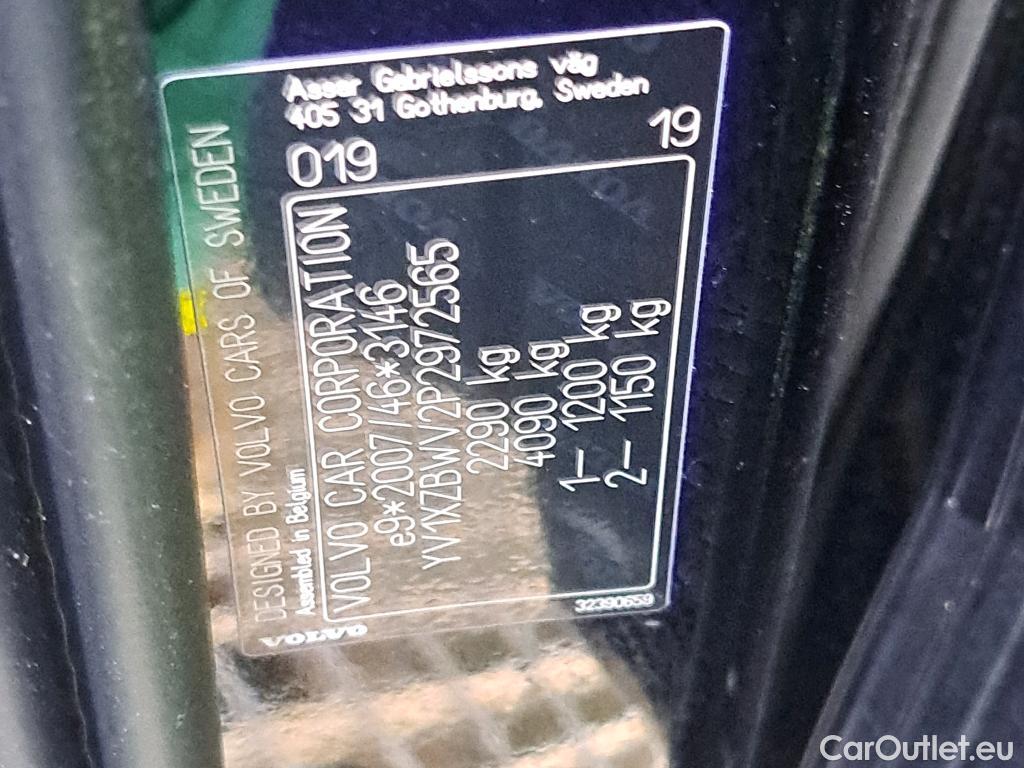 VOLVO
DESIGNED BY VOLVO CARS OF SWEDEN
Assembled in Belgium
Asser Gabrielssons väg
405 31 Gothenburg, Sweden
019
19
VOLVO CAR CORPORATION
e9*2007/46*3146
YV1XZBWV2P2972565
2290 kg
4090 kg
1- 1200 kg
2- 1150 kg
32390659
CarOutlet.eu